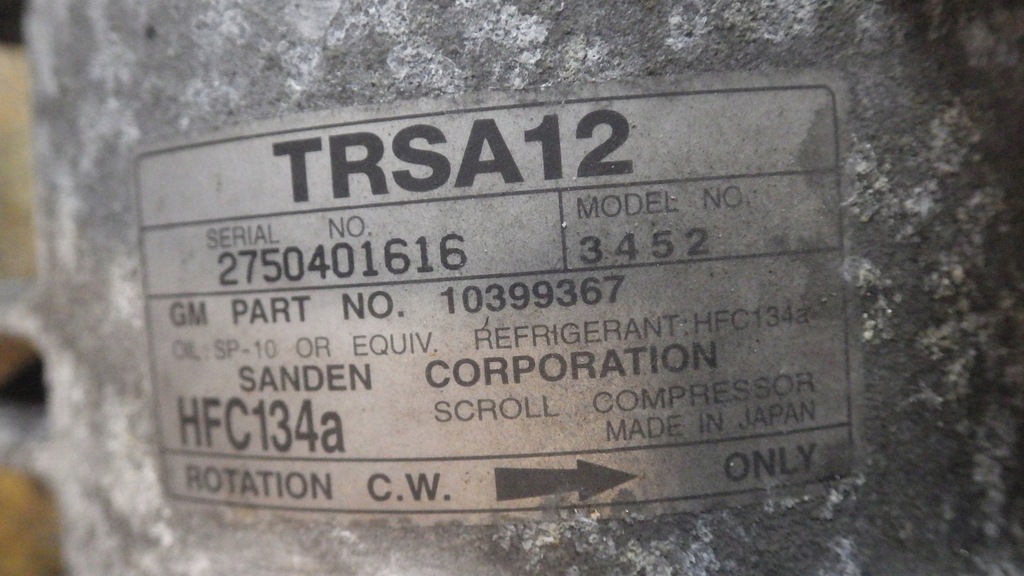 TRSA12
SERIAL NO.
2750401616
MODEL NO.
3452
GM PART NO. 10399367
OIL: SP-10 OR EQUIV. REFRIGERANT: HFC134a
SANDEN CORPORATION
HFC134a SCROLL COMPRESSOR
MADE IN JAPAN
ROTATION C.W. ONLY